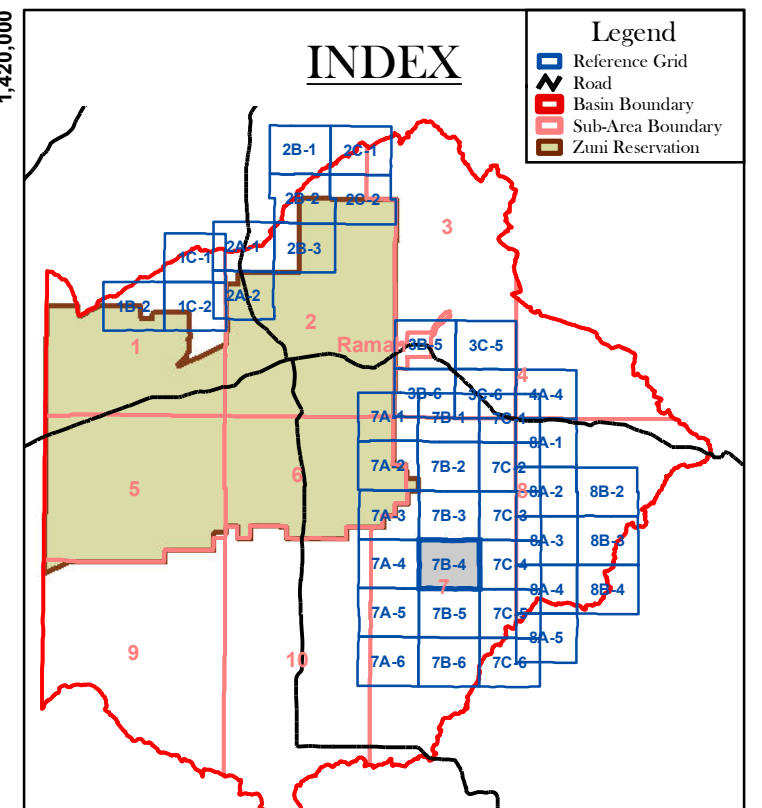 1,420,000
INDEX
Legend
Reference Grid
Road
Basin Boundary
Sub-Area Boundary
Zuni Reservation
2B-1 2C-1
2B-2 2C-2
3
2A-1 2B-3
1C-1
2A-2
1B-2 1C-2
2
1
Ramah 3B-5 3C-5
4
3B-6 3C-6 4A-4
7A-1 7B-1 7C-1
8A-1
7A-2 7B-2 7C-2
5 6 8 8A-2 8B-2
7A-3 7B-3 7C-3
8A-3 8B-3
7A-4 7B-4 7C-4
7
8A-4 8B-4
7A-5 7B-5 7C-5
8A-5
9 10
7A-6 7B-6 7C-6